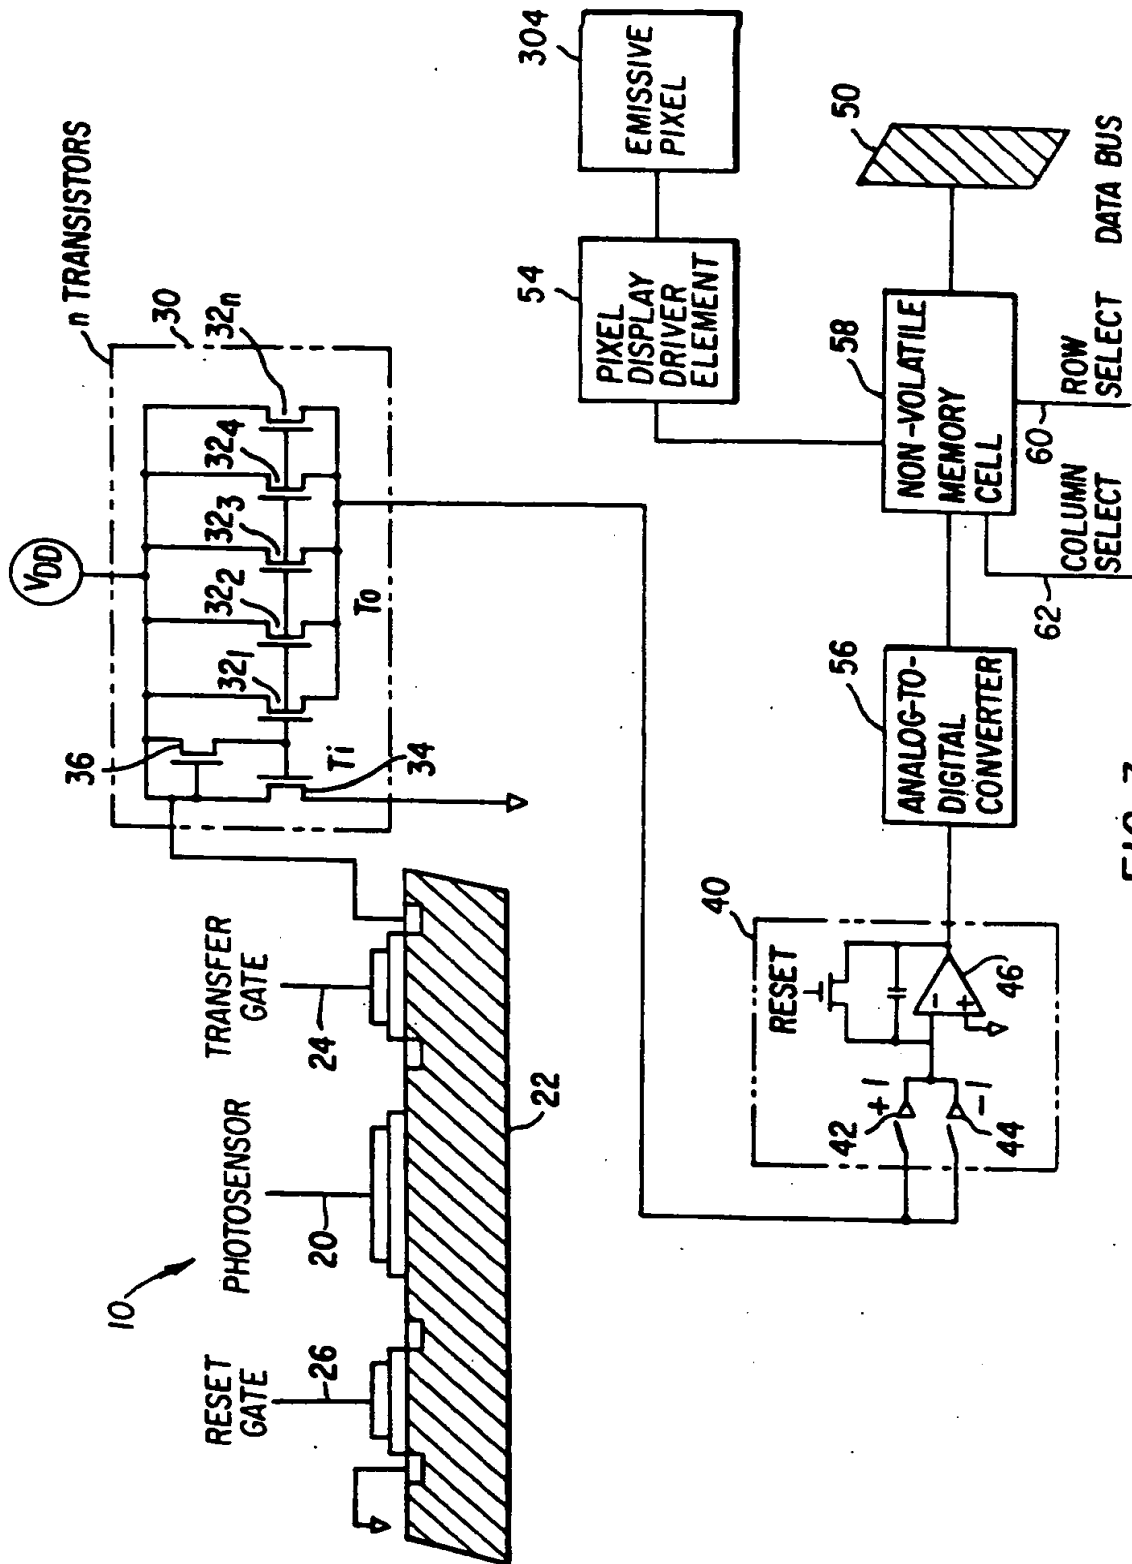 10
RESET
GATE
26
PHOTOSENSOR
20
TRANSFER
GATE
24
22
n TRANSISTORS
30
VDD
36
321
322
323
324
32n
Ti
To
34
40
RESET
42
+1
44
-1
-
+
46
56
ANALOG-TO-
DIGITAL
CONVERTER
58
NON-VOLATILE
MEMORY
CELL
62
COLUMN
SELECT
60
ROW
SELECT
DATA BUS
50
54
PIXEL
DISPLAY
DRIVER
ELEMENT
304
EMISSIVE
PIXEL